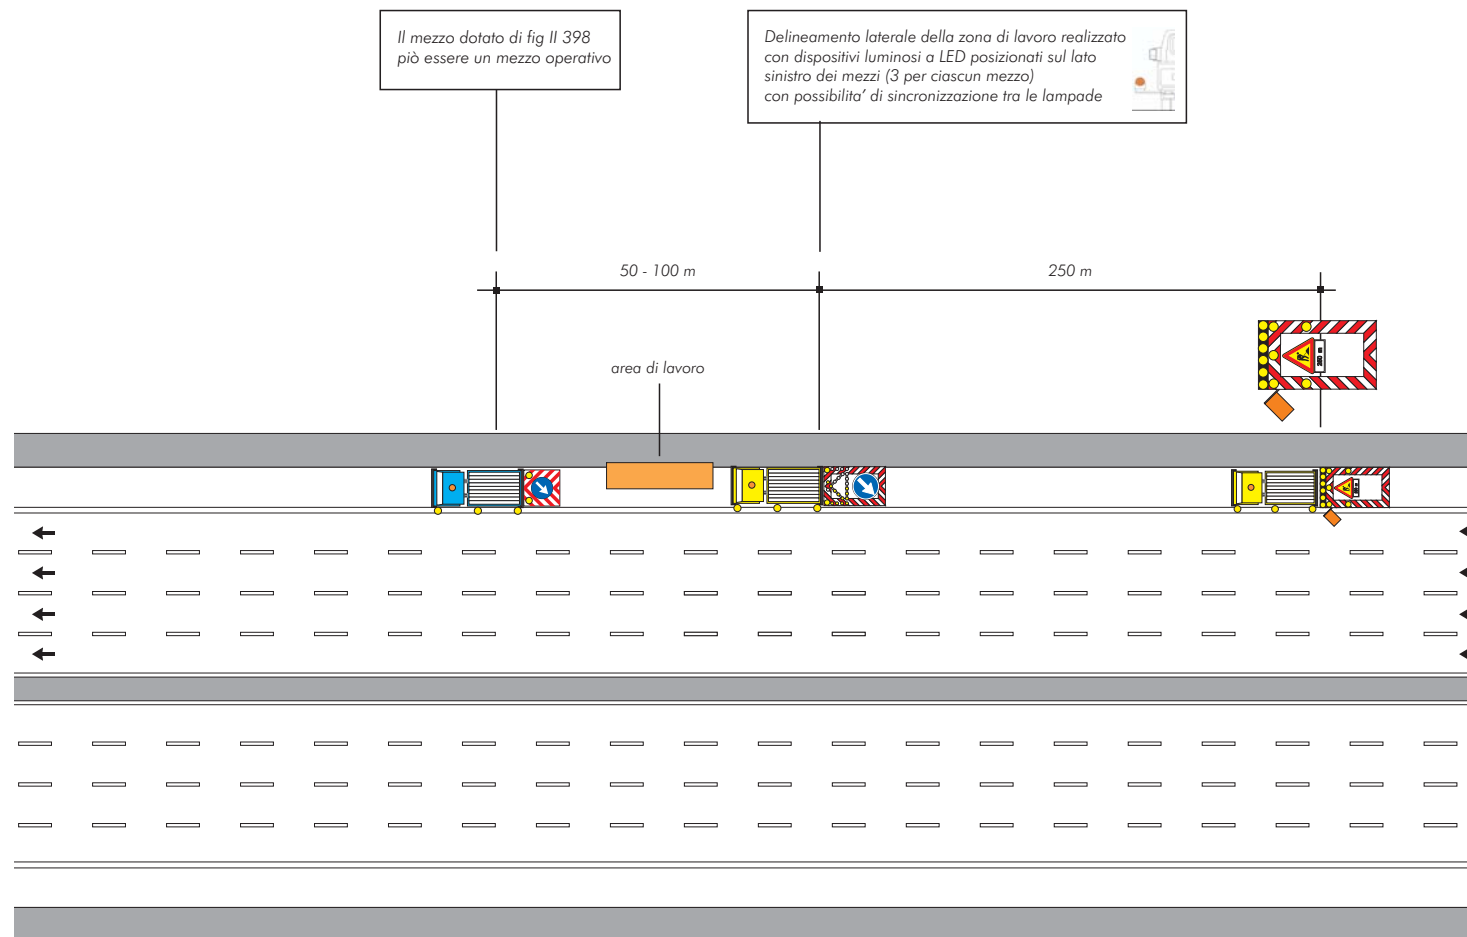 Il mezzo dotato di fig II 398
piò essere un mezzo operativo
Delineamento laterale della zona di lavoro realizzato
con dispositivi luminosi a LED posizionati sul lato
sinistro dei mezzi (3 per ciascun mezzo)
con possibilita' di sincronizzazione tra le lampade
50 - 100 m
250 m
area di lavoro
250 m